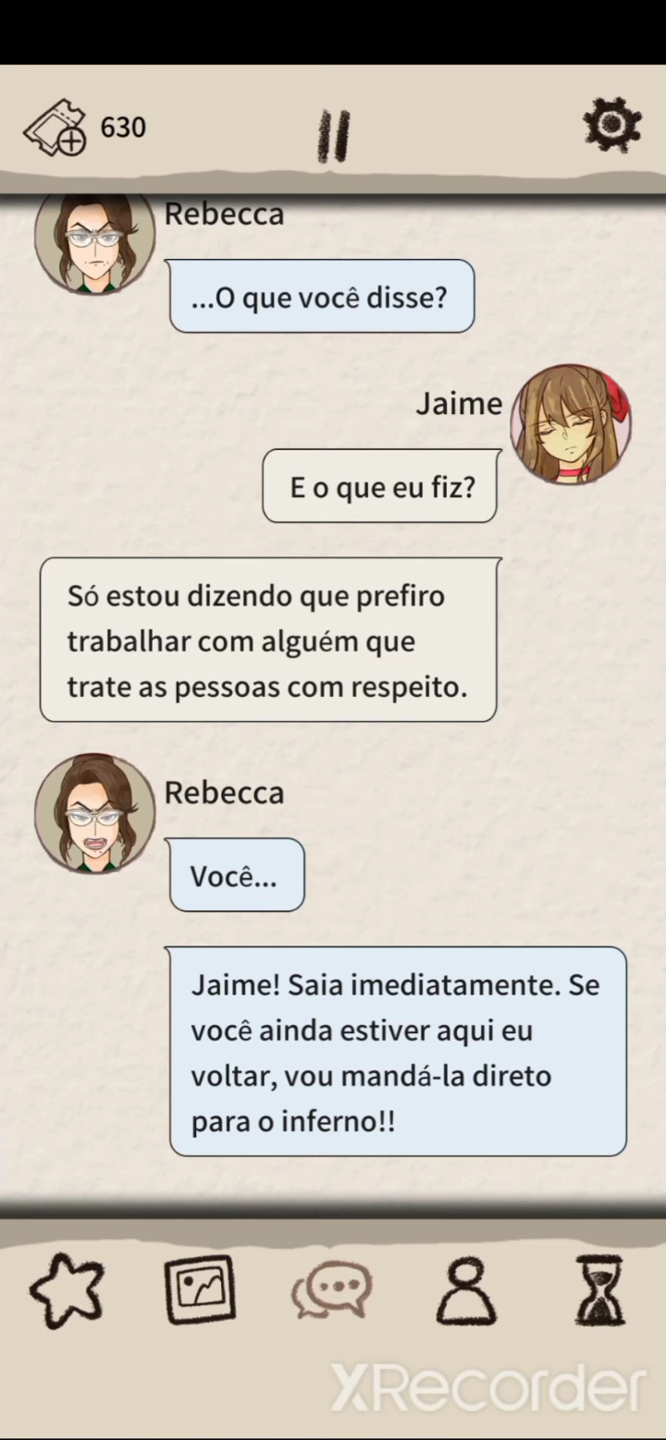 630
Rebecca
...O que você disse?
Jaime
E o que eu fiz?
Só estou dizendo que prefiro
trabalhar com alguém que
trate as pessoas com respeito.
Rebecca
Você...
Jaime! Saia imediatamente. Se
você ainda estiver aqui eu
voltar, vou mandá-la direto
para o inferno!!
XRecorder